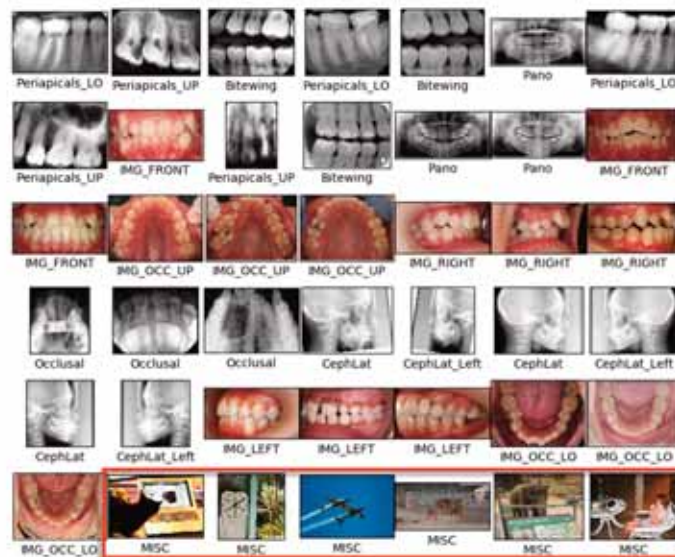 Periapicals_LO Periapicals_UP Bitewing Periapicals_LO Bitewing Pano Periapicals_LO
Periapicals_UP IMG_FRONT Periapicals_UP Bitewing Pano Pano IMG_FRONT
IMG_FRONT IMG_OCC_UP IMG_OCC_UP IMG_OCC_UP IMG_RIGHT IMG_RIGHT IMG_RIGHT
Occlusal Occlusal Occlusal CephLat CephLat_Left CephLat CephLat_Left
CephLat CephLat_Left IMG_LEFT IMG_LEFT IMG_LEFT IMG_OCC_LO IMG_OCC_LO
IMG_OCC_LO MISC MISC MISC MISC MISC MISC